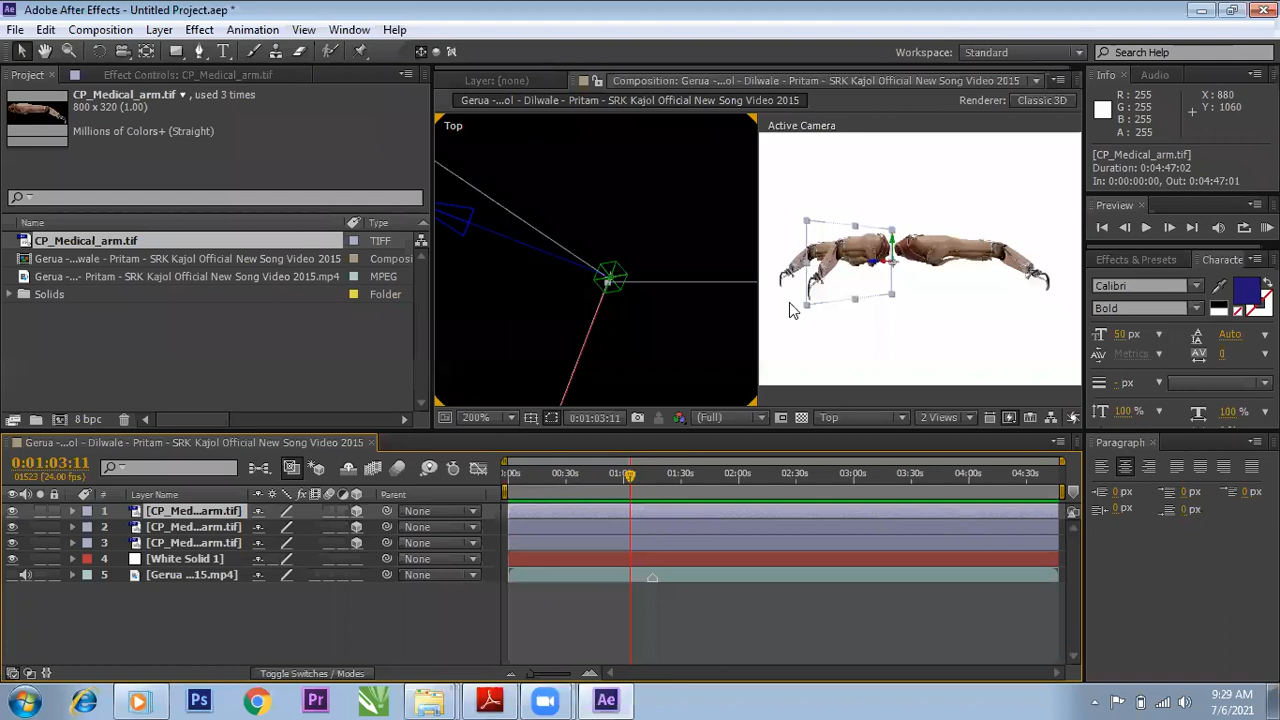 Adobe After Effects - Untitled Project.aep *
File Edit Composition Layer Effect Animation View Window Help
Workspace: Standard Search Help
Project Effect Controls: CP_Medical_arm.tif Layer: (none) Composition: Gerua -...ol - Dilwale - Pritam - SRK Kajol Official New Song Video 2015 Info Audio
CP_Medical_arm.tif ▼ , used 3 times
800 x 320 (1.00)
Millions of Colors+ (Straight)
Gerua -...ol - Dilwale - Pritam - SRK Kajol Official New Song Video 2015 Renderer: Classic 3D
Top Active Camera
R : 255 X : 880
G : 255 Y : 1060
B : 255
A : 255
[CP_Medical_arm.tif]
Duration: 0:04:47:02
In: 0:00:00:00, Out: 0:04:47:01
Preview
Name Type
CP_Medical_arm.tif TIFF
Gerua -...wale - Pritam - SRK Kajol Official New Song Video 2015 Compos
Gerua -...wale - Pritam - SRK Kajol Official New Song Video 2015.mp4 MPEG
Solids Folder
Effects & Presets Characte
Calibri
Bold
50 px Auto
Metrics 0
- px
100 % 100 %
8 bpc
200% 0:01:03:11 (Full) Top 2 Views
Gerua -...ol - Dilwale - Pritam - SRK Kajol Official New Song Video 2015
0:01:03:11
01523 (24.00 fps)
:00s 00:30s 01:0 01:30s 02:00s 02:30s 03:00s 03:30s 04:00s 04:30s
# Layer Name Parent
1 [CP_Med...arm.tif] None
2 [CP_Med...arm.tif] None
3 [CP_Med...arm.tif] None
4 [White Solid 1] None
5 [Gerua ...15.mp4] None
Toggle Switches / Modes
Paragraph
0 px 0 px 0 px
0 px 0 px
Ps Pr Ae
9:29 AM
7/6/2021